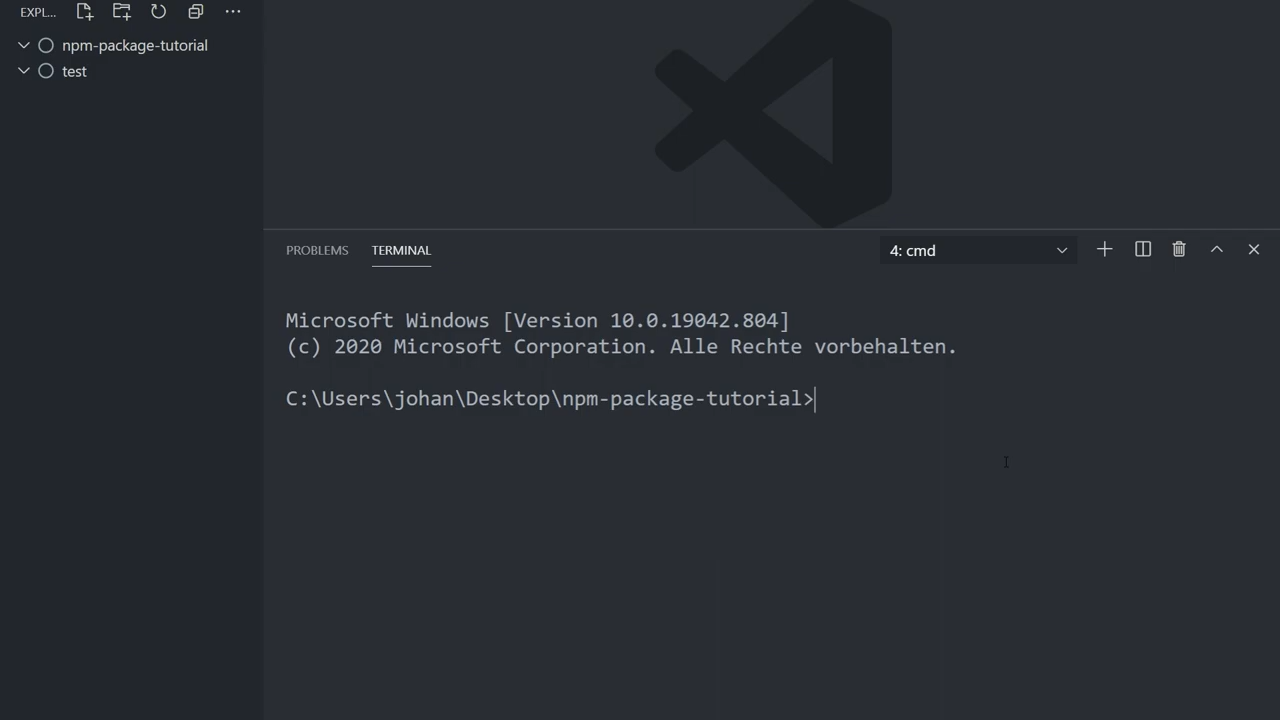 EXPL...
npm-package-tutorial
test
PROBLEMS
TERMINAL
4: cmd
Microsoft Windows [Version 10.0.19042.804]
(c) 2020 Microsoft Corporation. Alle Rechte vorbehalten.
C:\Users\johan\Desktop\npm-package-tutorial>